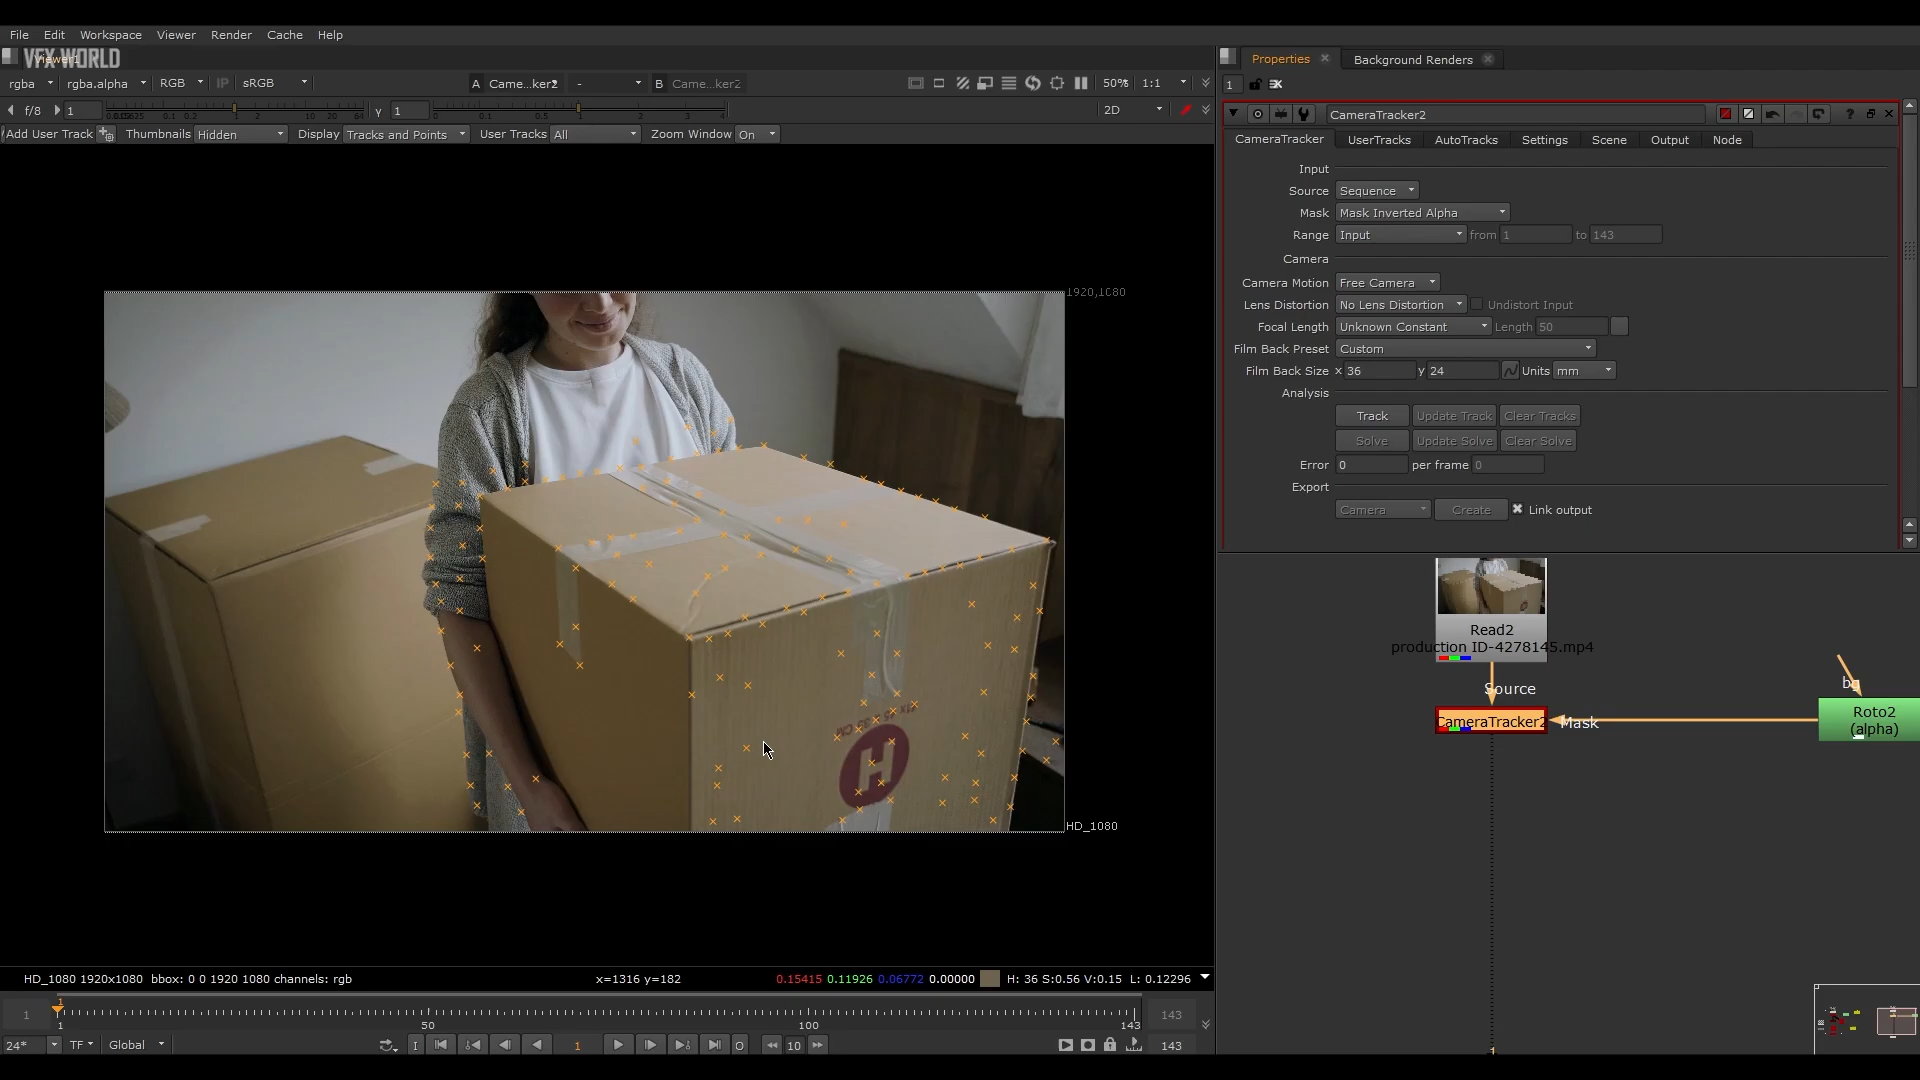 File Edit Workspace Viewer Render Cache Help
VFX WORLD
Viewer1
Properties Background Renders
rgba rgba.alpha RGB IP sRGB A Came...ker2 - B Came...ker2 50% 1:1
1
f/8 1 y 1 2D
CameraTracker2
Add User Track Thumbnails Hidden Display Tracks and Points User Tracks All Zoom Window On
CameraTracker UserTracks AutoTracks Settings Scene Output Node
Input
Source Sequence
Mask Mask Inverted Alpha
Range Input from 1 to 143
Camera
Camera Motion Free Camera
Lens Distortion No Lens Distortion Undistort Input
Focal Length Unknown Constant Length 50
Film Back Preset Custom
Film Back Size x 36 y 24 Units mm
Analysis
Track Update Track Clear Tracks
Solve Update Solve Clear Solve
Error 0 per frame 0
Export
Camera Create Link output
1920,1080
H
HD_1080
Read2
production ID-4278145.mp4
Source
CameraTracker2
Mask
bg
Roto2
(alpha)
HD_1080 1920x1080 bbox: 0 0 1920 1080 channels: rgb x=1316 y=182 0.15415 0.11926 0.06772 0.00000 H: 36 S:0.56 V:0.15 L: 0.12296
1
1 143
1 50 100 143
24* TF Global I 1 O 10 143
1